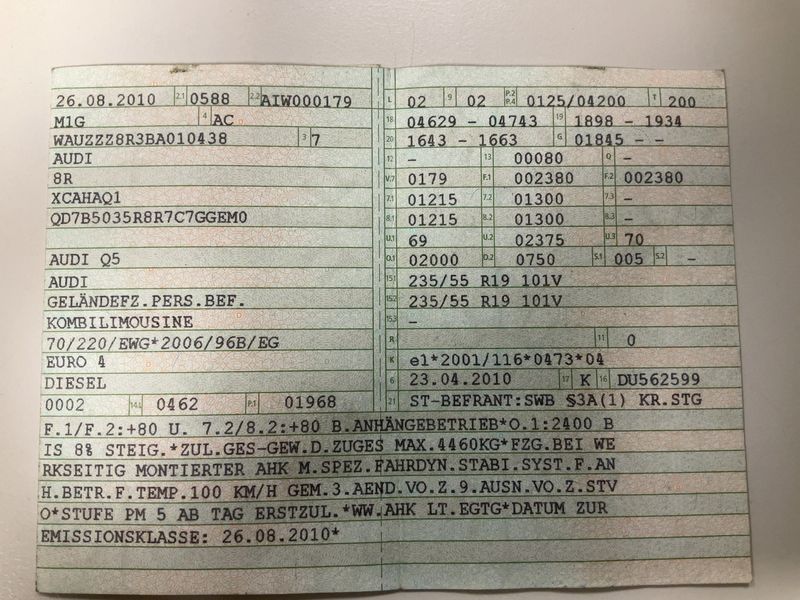 26.08.2010 2.1 0588 2.2 AIW000179
M1G 4 AC
WAUZZZ8R3BA010438 3 7
AUDI
8R
XCAHAQ1
QD7B5035R8R7C7GGEM0
AUDI Q5
AUDI
GELÄNDEFZ.PERS.BEF.
KOMBILIMOUSINE
70/220/EWG*2006/96B/EG
EURO 4
DIESEL
0002 14.1 0462 P.1 01968
L 02 9 02 P.2 P.4 0125/04200 T 200
18 04629 - 04743 19 1898 - 1934
20 1643 - 1663 G 01845 - -
12 - 13 00080 Q -
V.7 0179 F.1 002380 F.2 002380
7.1 01215 7.2 01300 7.3 -
8.1 01215 8.2 01300 8.3 -
U.1 69 U.2 02375 U.3 70
O.1 02000 O.2 0750 S.1 005 S.2 -
15.1 235/55 R19 101V
15.2 235/55 R19 101V
15.3 -
R 11 0
K e1*2001/116*0473*04
6 23.04.2010 17 K 16 DU562599
21 ST-BEFRANT:SWB §3A(1) KR.STG
F.1/F.2:+80 U. 7.2/8.2:+80 B.ANHÄNGEBETRIEB*O.1:2400 B
IS 8% STEIG.*ZUL.GES-GEW.D.ZUGES MAX.4460KG*FZG.BEI WE
RKSEITIG MONTIERTER AHK M.SPEZ.FAHRDYN.STABI.SYST.F.AN
H.BETR.F.TEMP.100 KM/H GEM.3.AEND.VO.Z.9.AUSN.VO.Z.STV
O*STUFE PM 5 AB TAG ERSTZUL.*WW.AHK LT.EGTG*DATUM ZUR
EMISSIONSKLASSE: 26.08.2010*